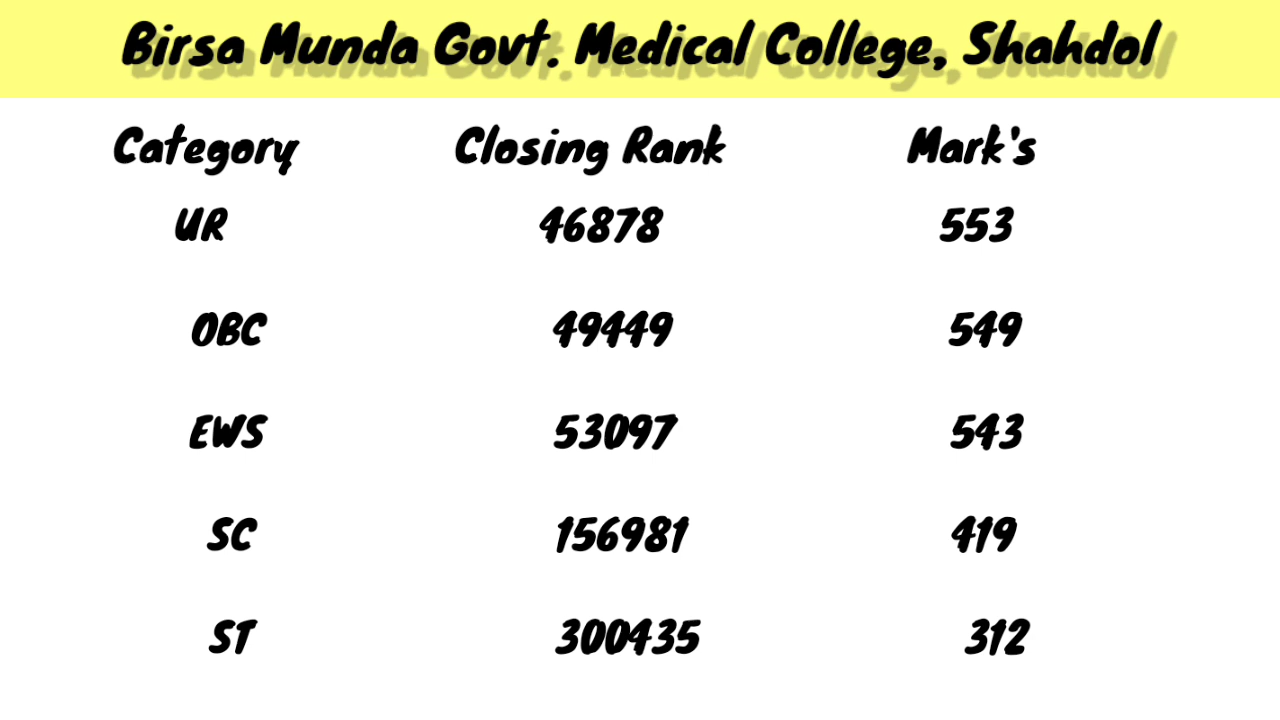 Birsa Munda Govt. Medical College, Shahdol
Category Closing Rank Mark's
UR 46878 553
OBC 49449 549
EWS 53097 543
SC 156981 419
ST 300435 312